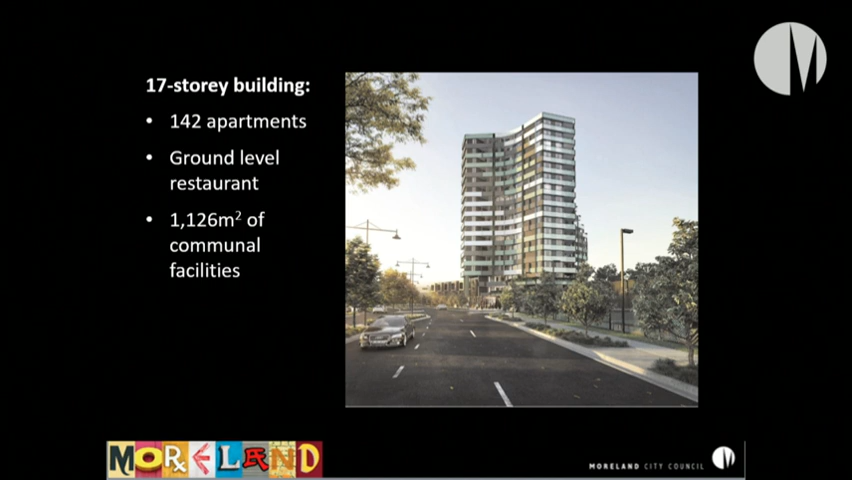 17-storey building:
• 142 apartments
• Ground level
restaurant
• 1,126m² of
communal
facilities
MORELAND
MORELAND CITY COUNCIL